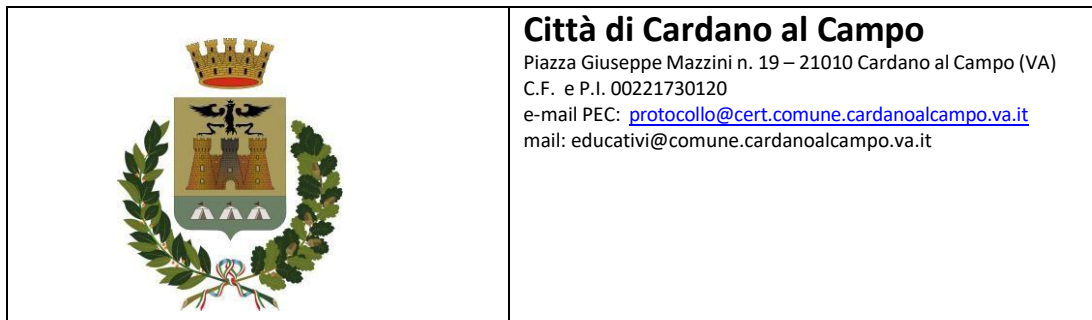 Città di Cardano al Campo
Piazza Giuseppe Mazzini n. 19 – 21010 Cardano al Campo (VA)
C.F. e P.I. 00221730120
e-mail PEC: protocollo@cert.comune.cardanoalcampo.va.it
mail: educativi@comune.cardanoalcampo.va.it